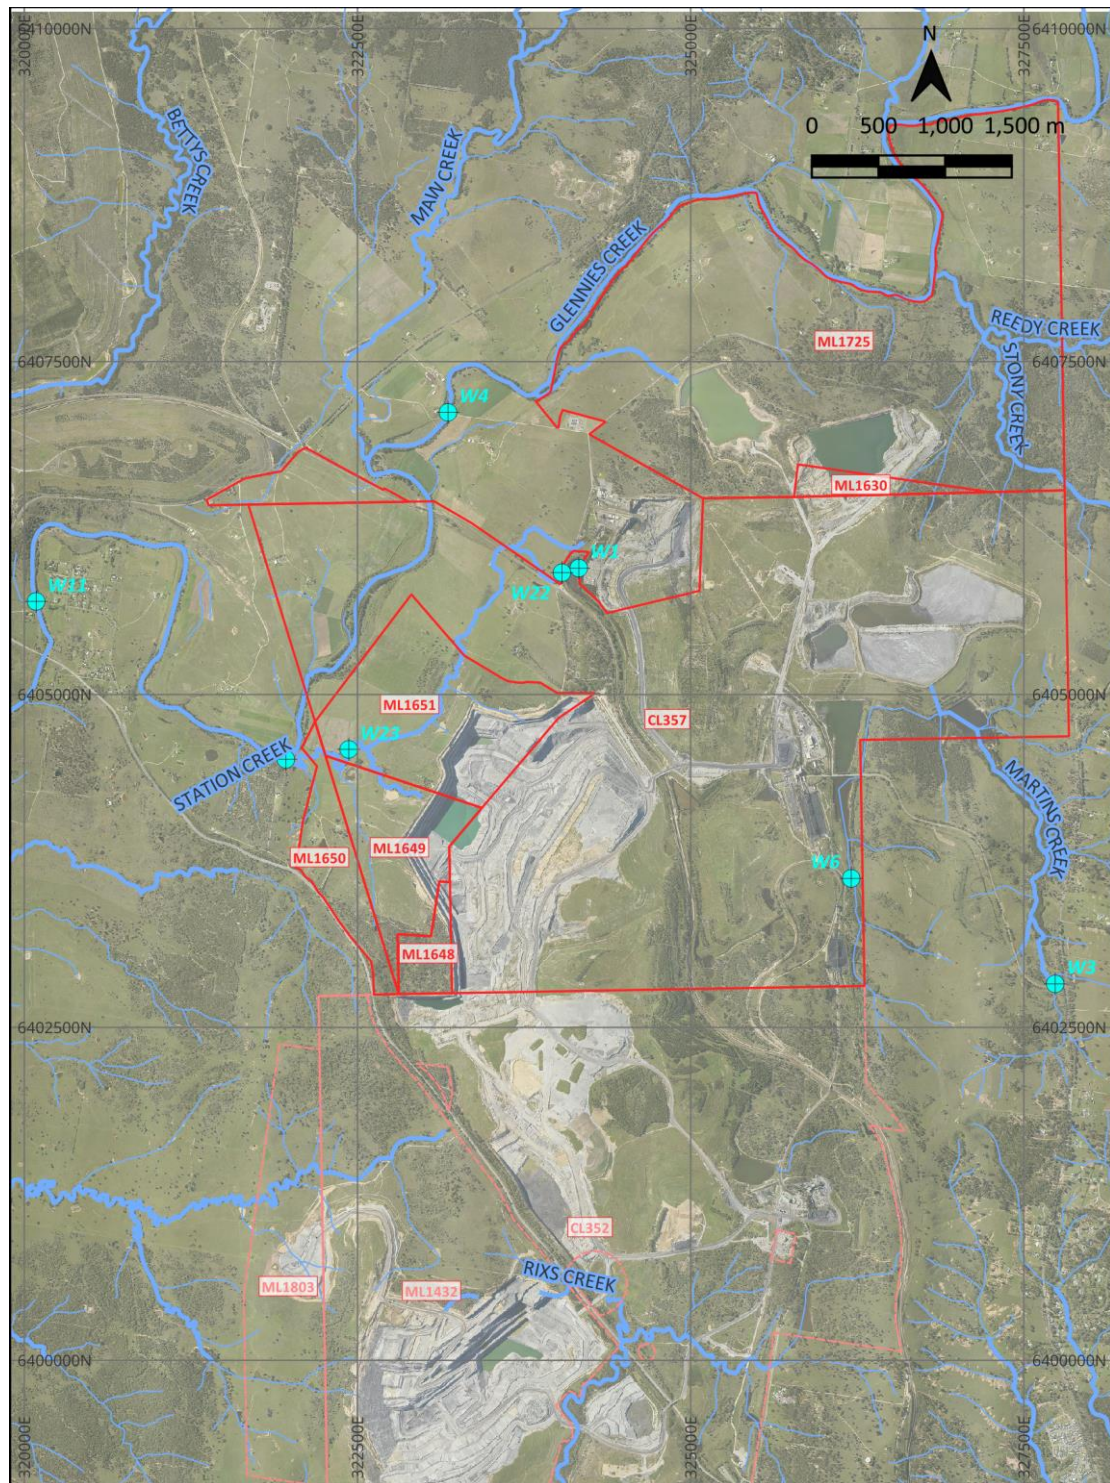 320000E
322500E
325000E
327500E
6410000N
6410000N
N
0 500 1,000 1,500 m
BETTYS CREEK
MAIN CREEK
GLENNIES CREEK
REEDY CREEK
STONY CREEK
ML1725
6407500N
6407500N
W4
ML1630
W1
W22
W11
6405000N
6405000N
ML1651
CL357
W23
STATION CREEK
MARTINS CREEK
ML1649
ML1650
W6
ML1648
W3
6402500N
6402500N
CL352
RIXS CREEK
ML1803
ML1432
6400000N
6400000N
320000E
322500E
325000E
327500E